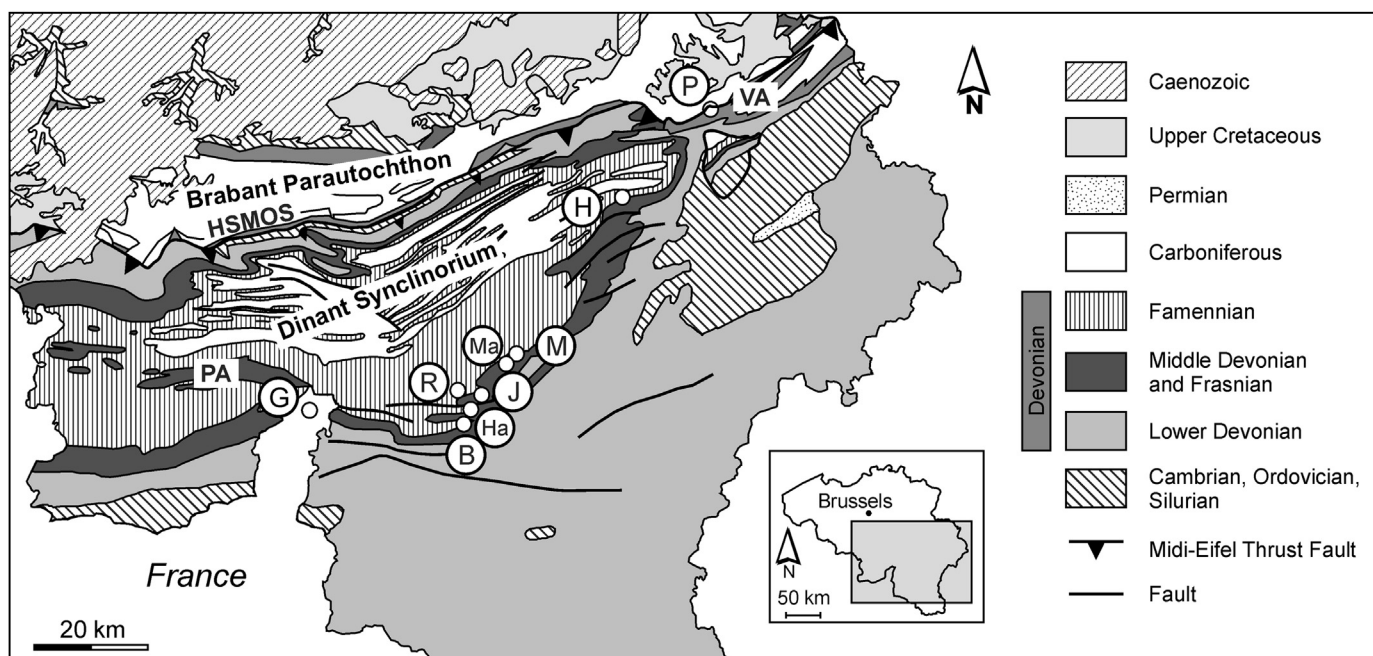 P
VA
N
Brabant Parautochthon
HSMOS
H
Dinant Synclinorium
Ma
M
PA
R
J
G
Ha
B
France
20 km
Brussels
N
50 km
Caenozoic
Upper Cretaceous
Permian
Carboniferous
Devonian
Famennian
Middle Devonian
and Frasnian
Lower Devonian
Cambrian, Ordovician,
Silurian
Midi-Eifel Thrust Fault
Fault